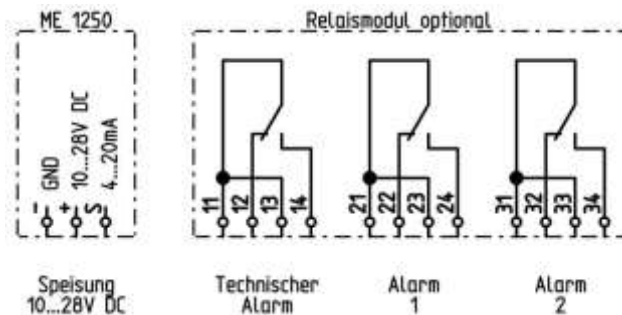 ME 1250
Relaismodul optional
GND
10...28V DC
4...20mA
- + S
11 12 13 14
21 22 23 24
31 32 33 34
Speisung
10...28V DC
Technischer
Alarm
Alarm
1
Alarm
2